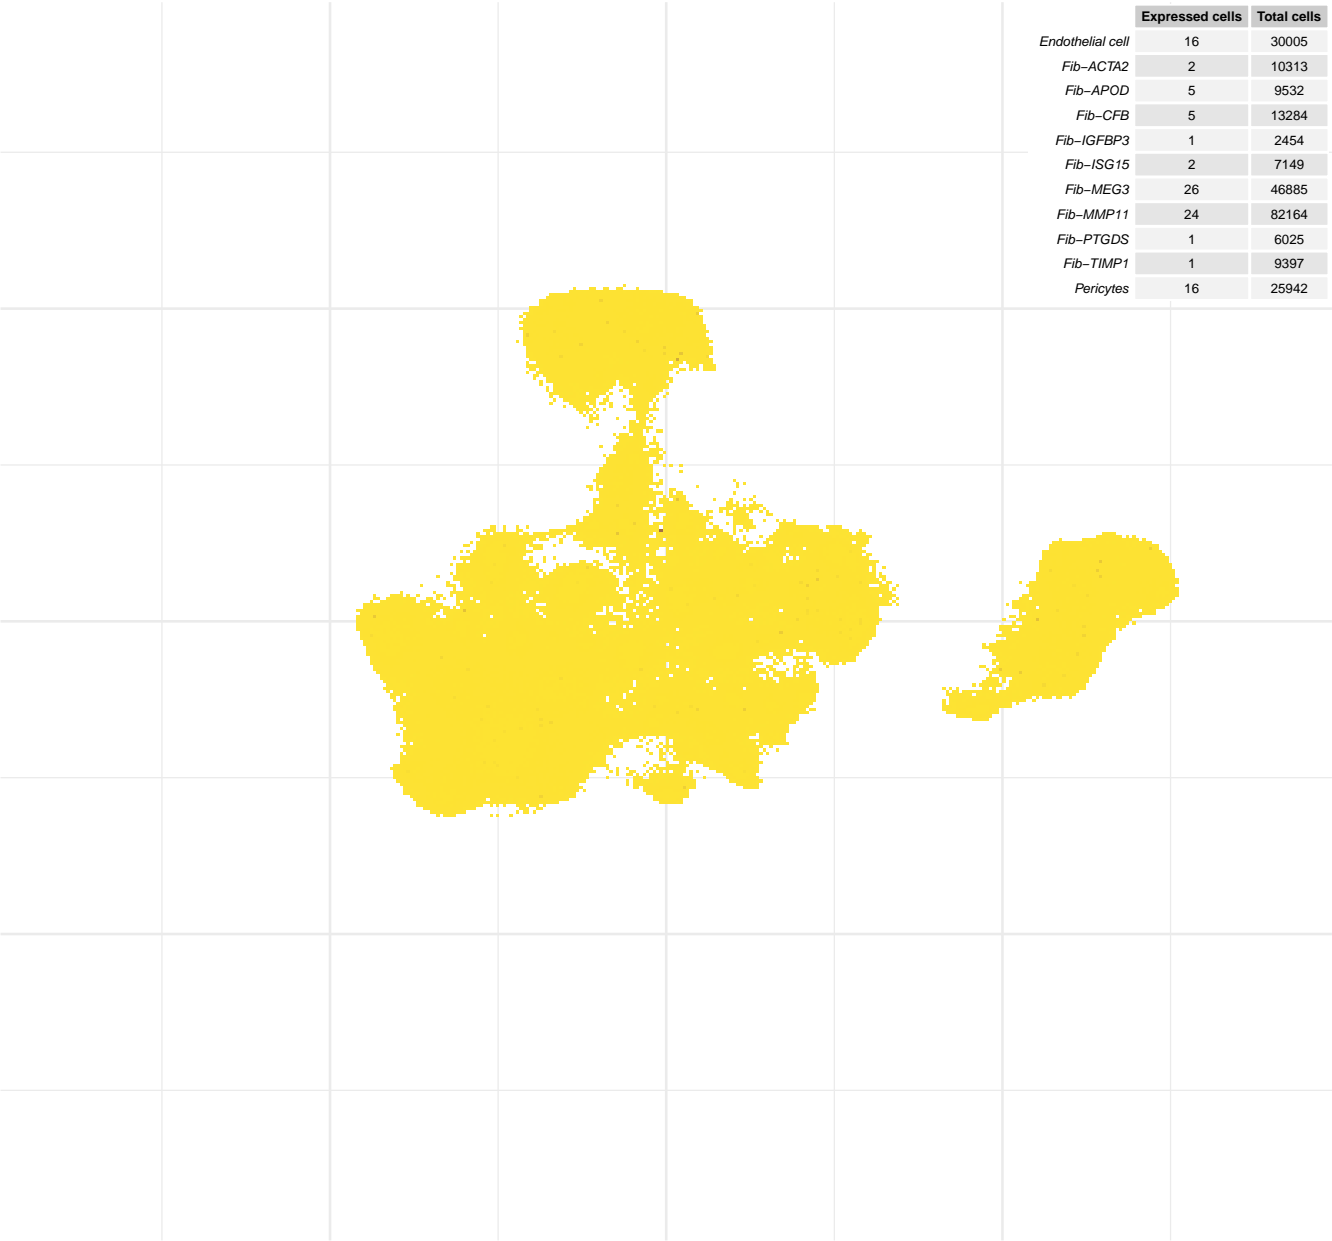 Expressed cells Total cells
Endothelial cell 16 30005
Fib−ACTA2 2 10313
Fib−APOD 5 9532
Fib−CFB 5 13284
Fib−IGFBP3 1 2454
Fib−ISG15 2 7149
Fib−MEG3 26 46885
Fib−MMP11 24 82164
Fib−PTGDS 1 6025
Fib−TIMP1 1 9397
Pericytes 16 25942